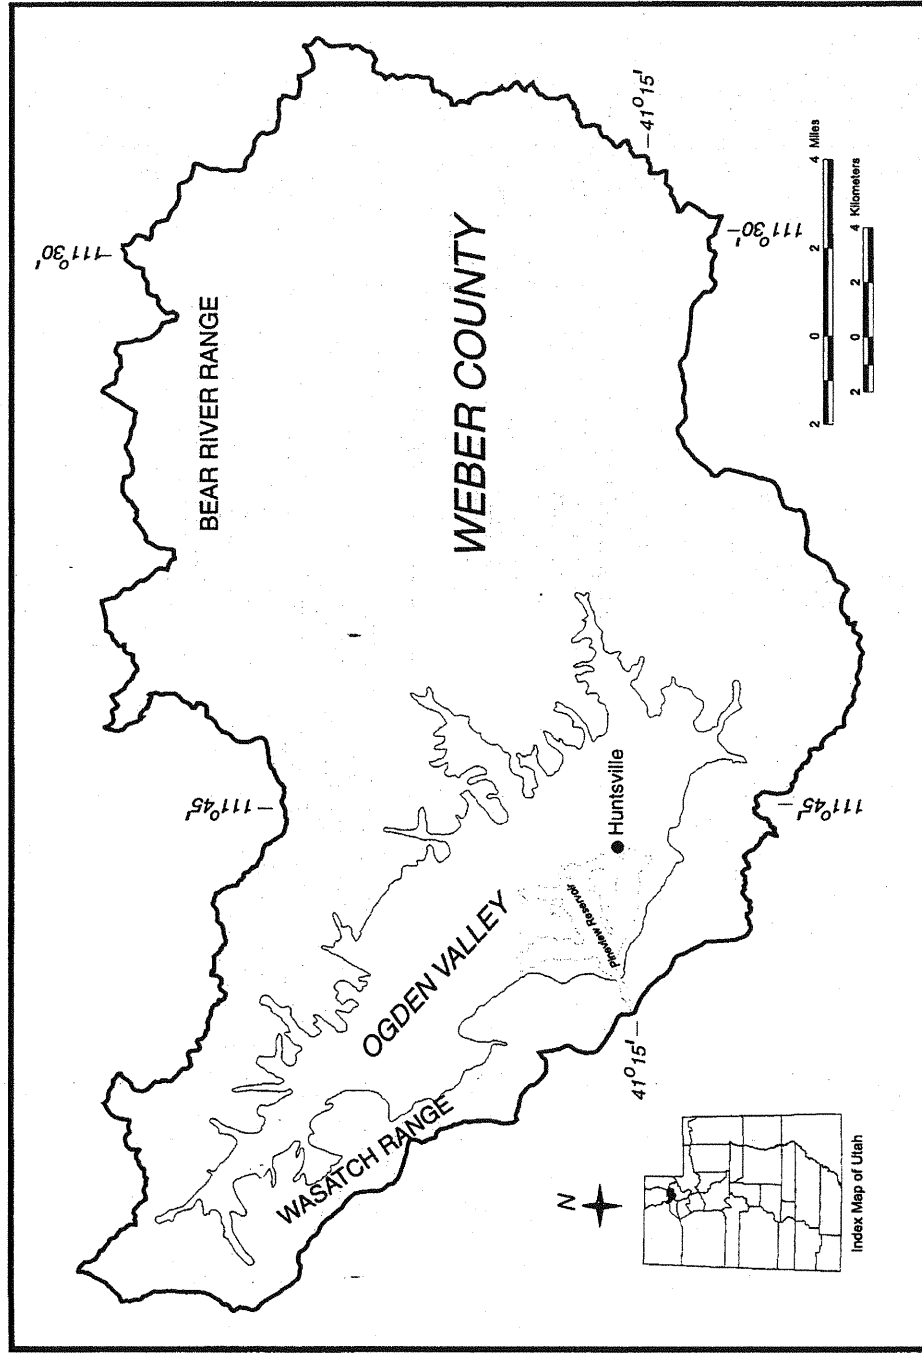 111°30'
BEAR RIVER RANGE
WEBER COUNTY
41°15'
111°30'
111°45'
Huntsville
Pineview Reservoir
111°45'
OGDEN VALLEY
WASATCH RANGE
41°15'
N
Index Map of Utah
2 0 2 4 Miles
2 0 2 4 Kilometers